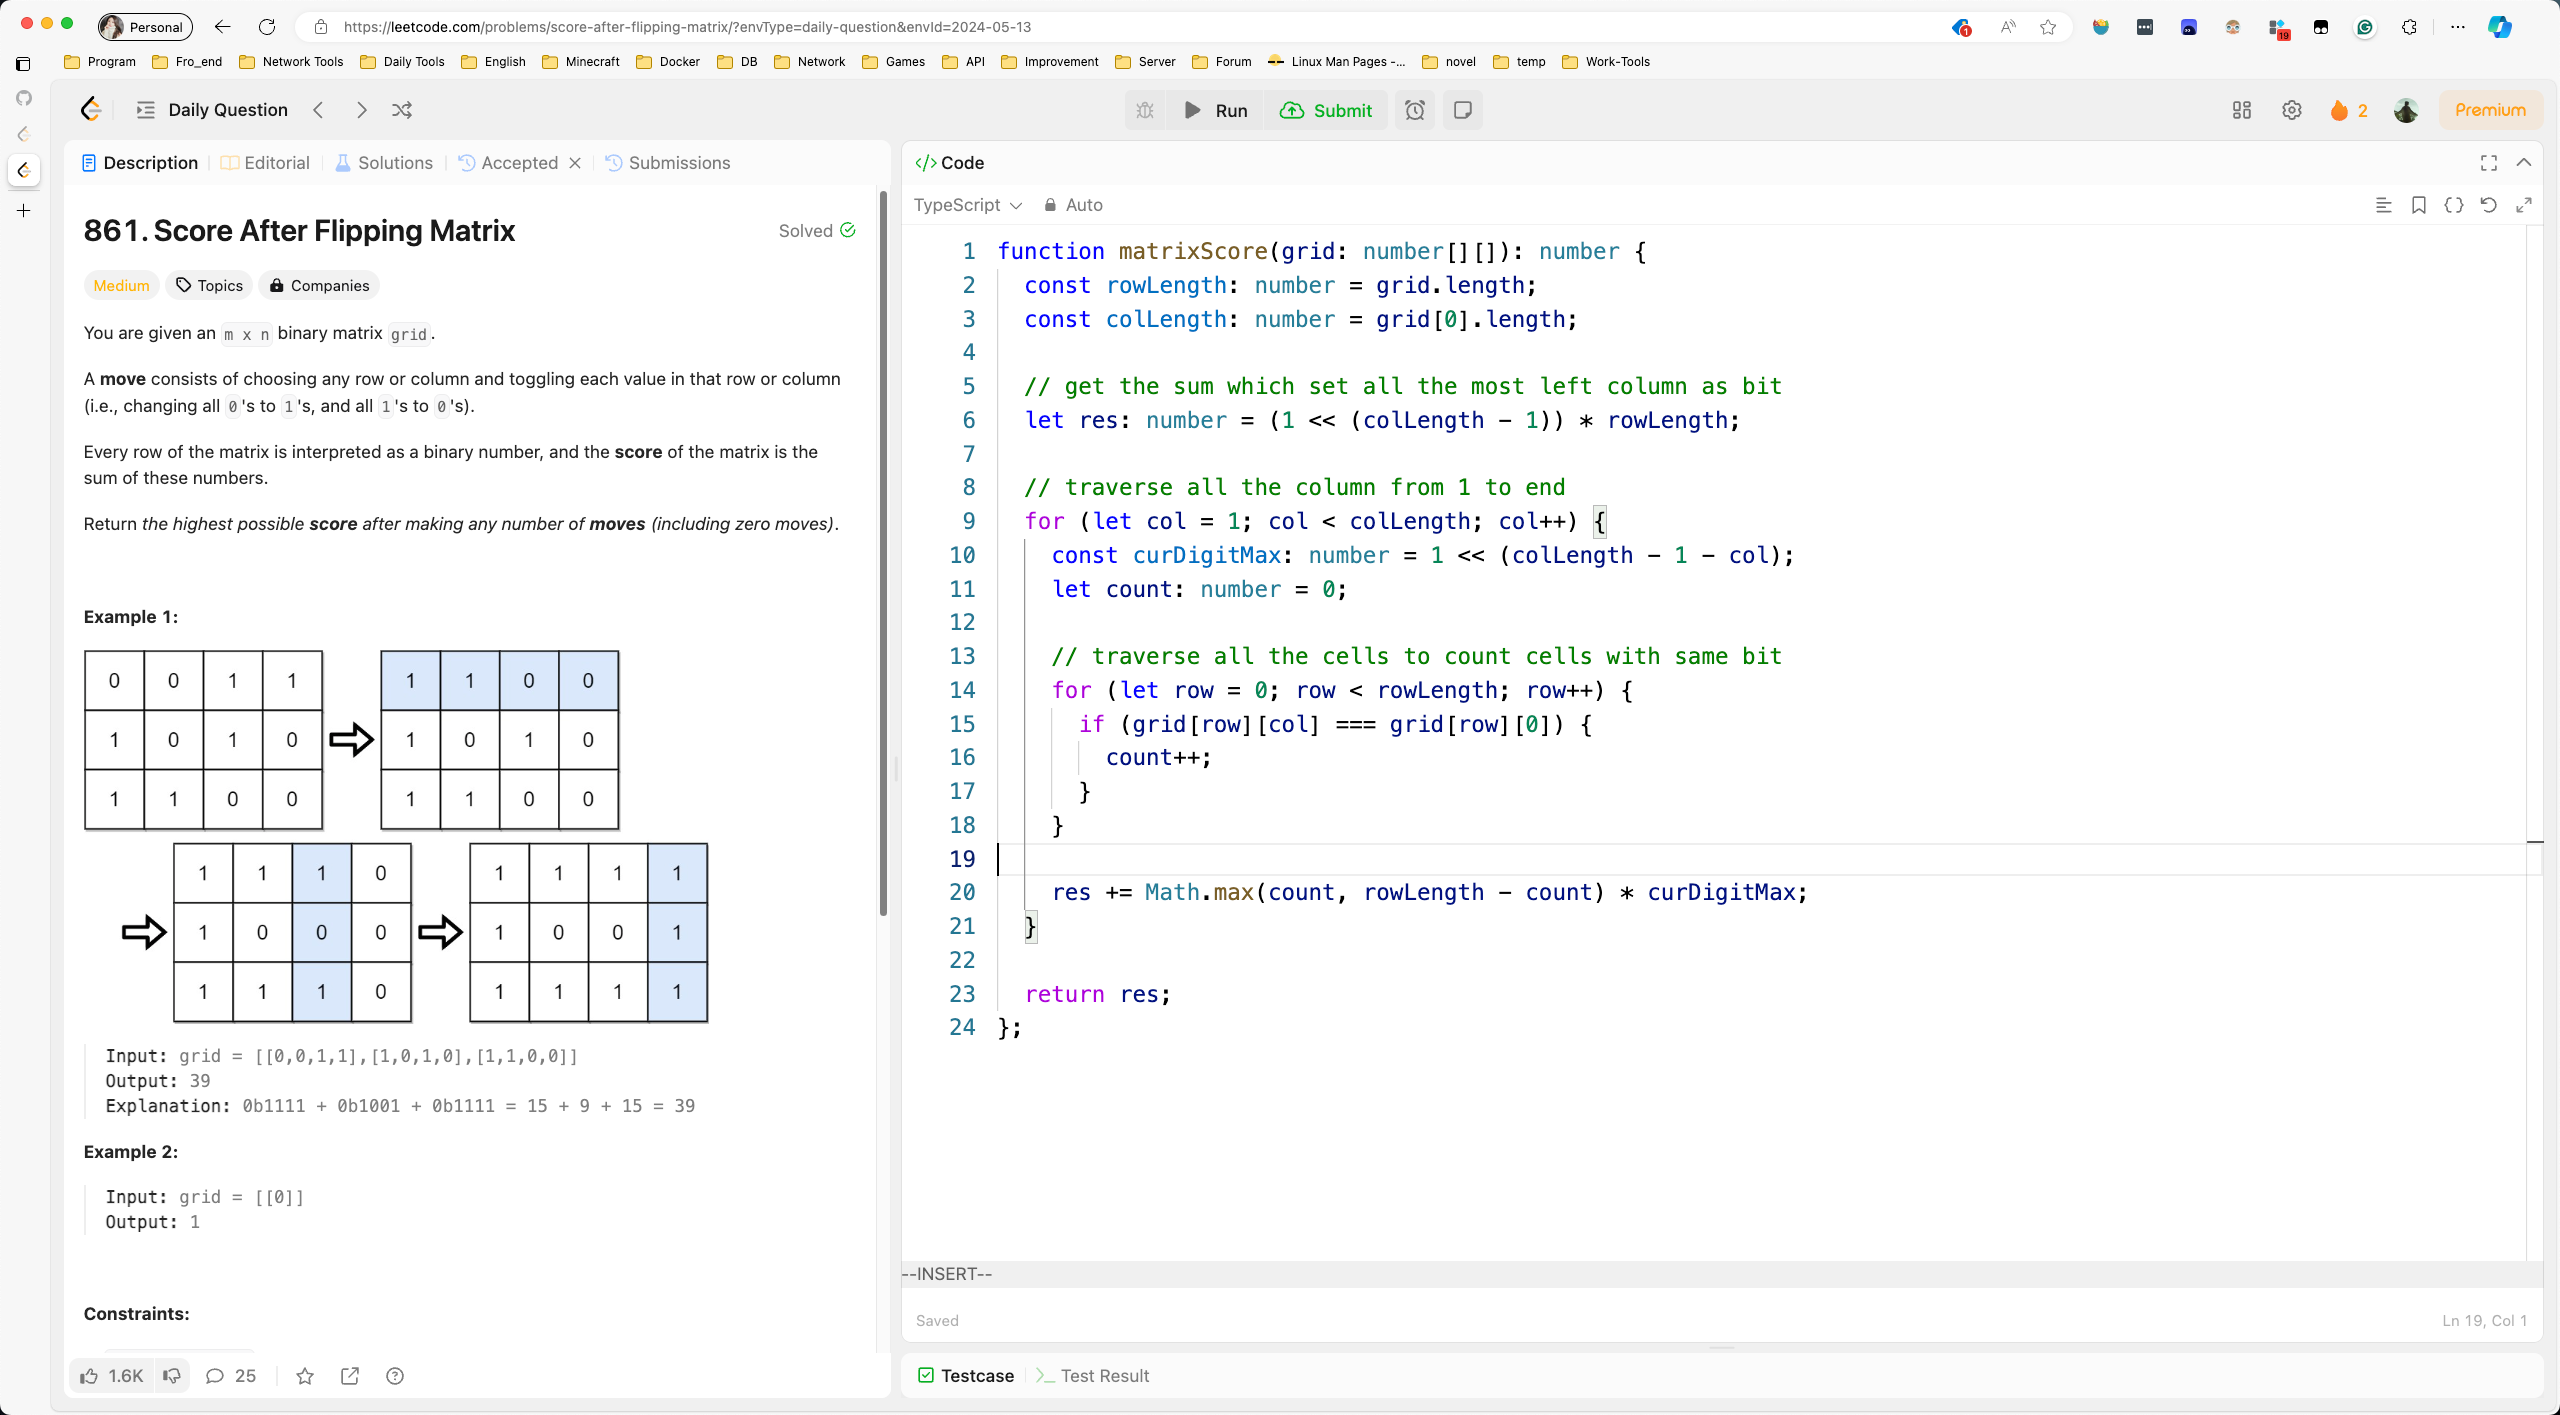 Personal
https://leetcode.com/problems/score-after-flipping-matrix/?envType=daily-question&envId=2024-05-13
1
19
Program Fro_end Network Tools Daily Tools English Minecraft Docker DB Network Games API Improvement Server Forum Linux Man Pages -... novel temp Work-Tools
Daily Question
Run Submit
2
Premium
Description Editorial Solutions Accepted Submissions
861. Score After Flipping Matrix
Solved
Medium Topics Companies
You are given an m x n binary matrix grid.
A move consists of choosing any row or column and toggling each value in that row or column
(i.e., changing all 0's to 1's, and all 1's to 0's).
Every row of the matrix is interpreted as a binary number, and the score of the matrix is the
sum of these numbers.
Return the highest possible score after making any number of moves (including zero moves).
Example 1:
0 0 1 1 1 1 0 0
1 0 1 0 1 0 1 0
1 1 0 0 1 1 0 0
1 1 1 0 1 1 1 1
1 0 0 0 1 0 0 1
1 1 1 0 1 1 1 1
Input: grid = [[0,0,1,1],[1,0,1,0],[1,1,0,0]]
Output: 39
Explanation: 0b1111 + 0b1001 + 0b1111 = 15 + 9 + 15 = 39
Example 2:
Input: grid = [[0]]
Output: 1
Constraints:
1.6K 25
</> Code
TypeScript Auto
1 function matrixScore(grid: number[][]): number {
2 const rowLength: number = grid.length;
3 const colLength: number = grid[0].length;
4
5 // get the sum which set all the most left column as bit
6 let res: number = (1 << (colLength - 1)) * rowLength;
7
8 // traverse all the column from 1 to end
9 for (let col = 1; col < colLength; col++) {
10 const curDigitMax: number = 1 << (colLength - 1 - col);
11 let count: number = 0;
12
13 // traverse all the cells to count cells with same bit
14 for (let row = 0; row < rowLength; row++) {
15 if (grid[row][col] === grid[row][0]) {
16 count++;
17 }
18 }
19
20 res += Math.max(count, rowLength - count) * curDigitMax;
21 }
22
23 return res;
24 };
--INSERT--
Saved
Ln 19, Col 1
Testcase Test Result